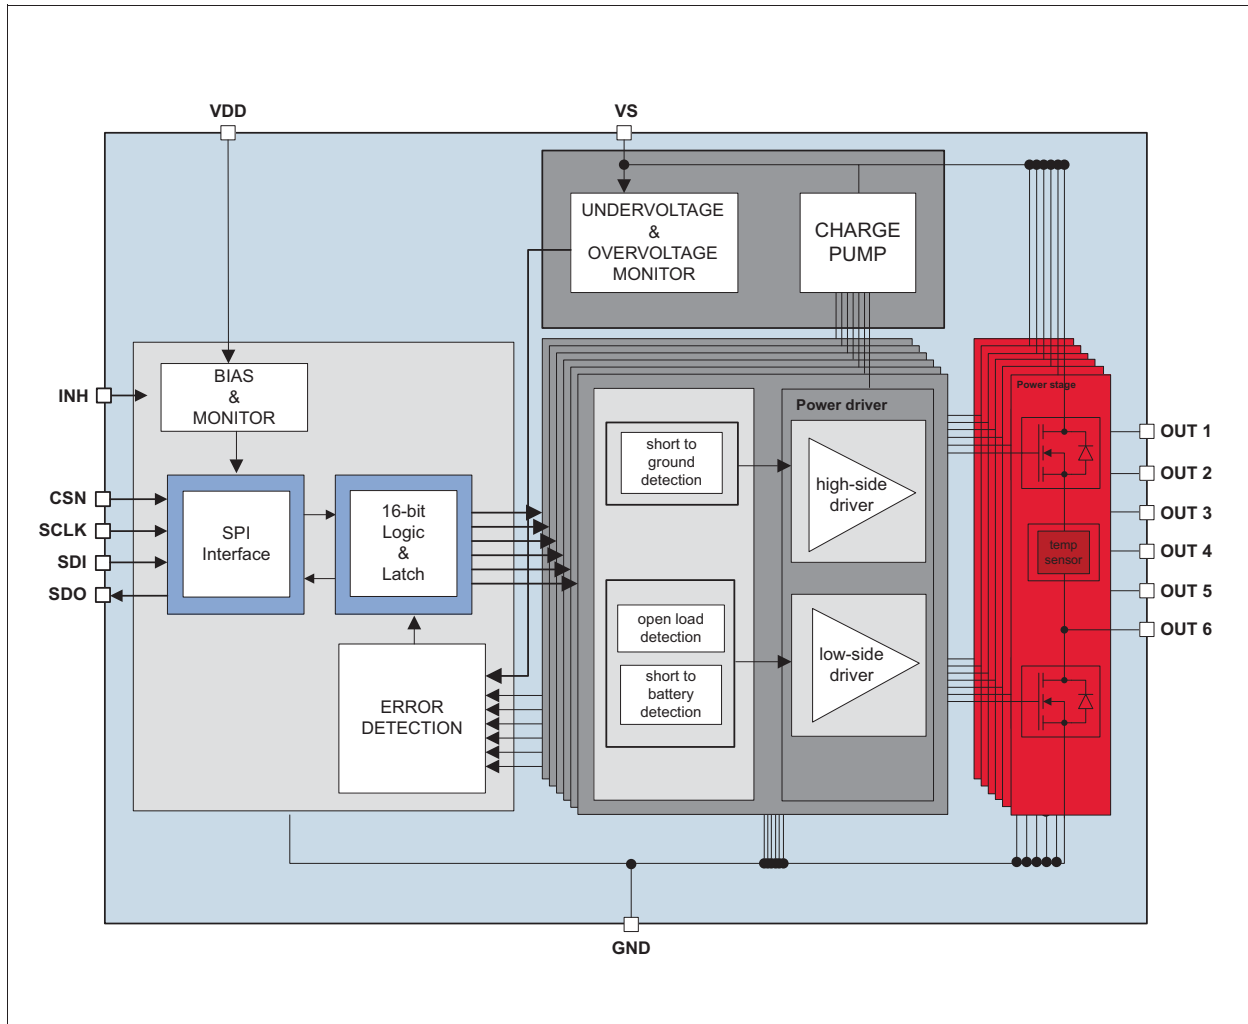 VDD
VS
UNDERVOLTAGE
&
OVERVOLTAGE
MONITOR
CHARGE
PUMP
BIAS
&
MONITOR
INH
CSN
SCLK
SDI
SDO
SPI
Interface
16-bit
Logic
&
Latch
ERROR
DETECTION
short to
ground
detection
open load
detection
short to
battery
detection
Power driver
high-side
driver
low-side
driver
Power stage
temp
sensor
OUT 1
OUT 2
OUT 3
OUT 4
OUT 5
OUT 6
GND